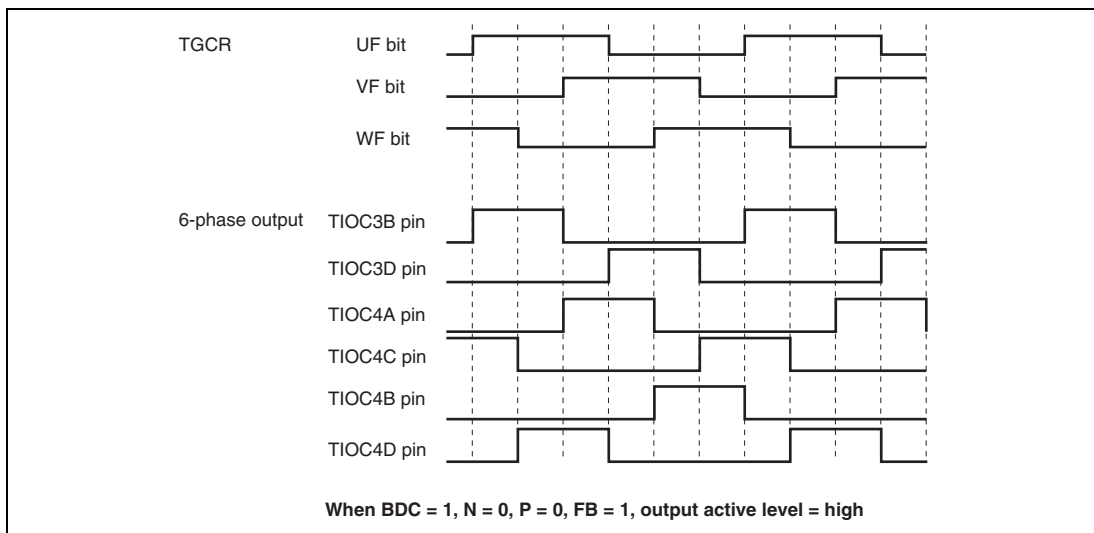 TGCR UF bit
VF bit
WF bit
6-phase output TIOC3B pin
TIOC3D pin
TIOC4A pin
TIOC4C pin
TIOC4B pin
TIOC4D pin
When BDC = 1, N = 0, P = 0, FB = 1, output active level = high